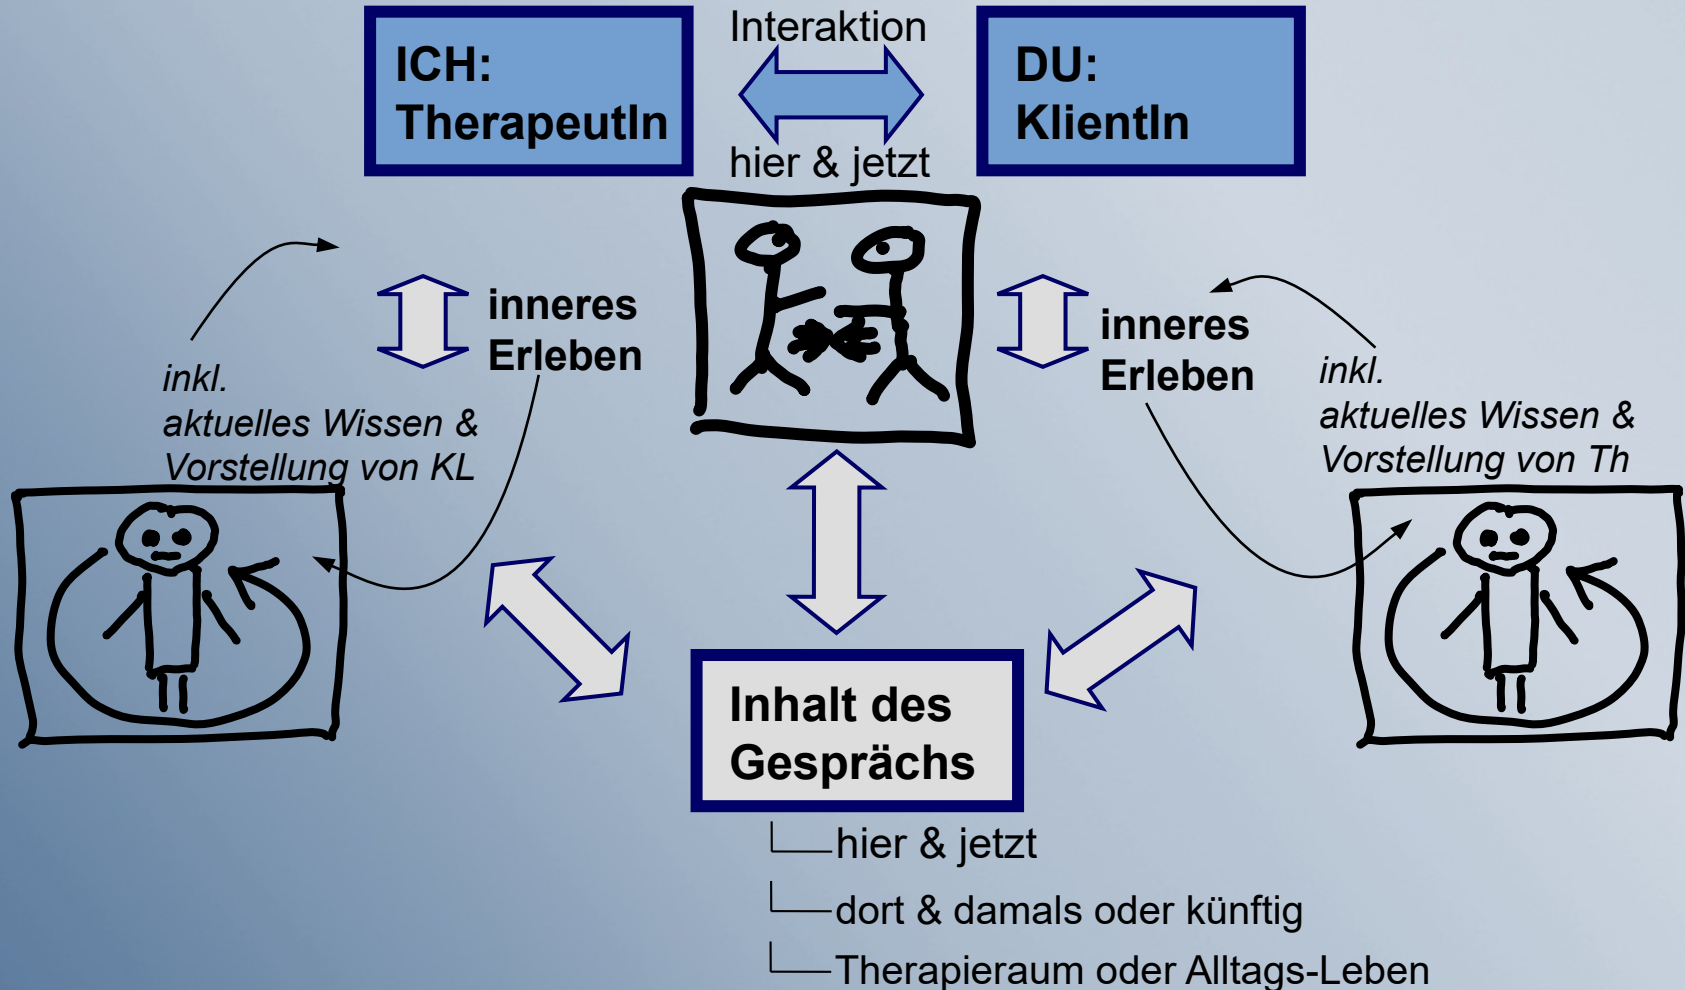 Interaktion
ICH:
TherapeutIn
DU:
KlientIn
hier & jetzt
inneres
Erleben
inneres
Erleben
inkl.
aktuelles Wissen &
Vorstellung von KL
inkl.
aktuelles Wissen &
Vorstellung von Th
Inhalt des
Gesprächs
hier & jetzt
dort & damals oder künftig
Therapieraum oder Alltags-Leben